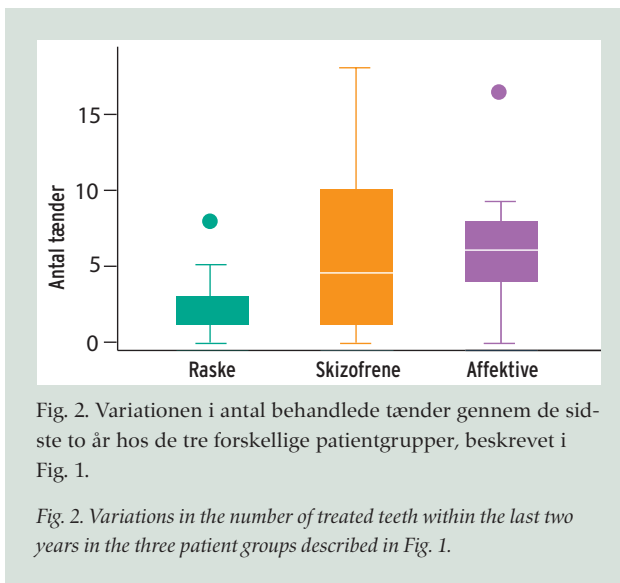 Antal tænder
15
10
5
0
Raske Skizofrene Affektive
Fig. 2. Variationen i antal behandlede tænder gennem de sid-
ste to år hos de tre forskellige patientgrupper, beskrevet i
Fig. 1.
Fig. 2. Variations in the number of treated teeth within the last two
years in the three patient groups described in Fig. 1.